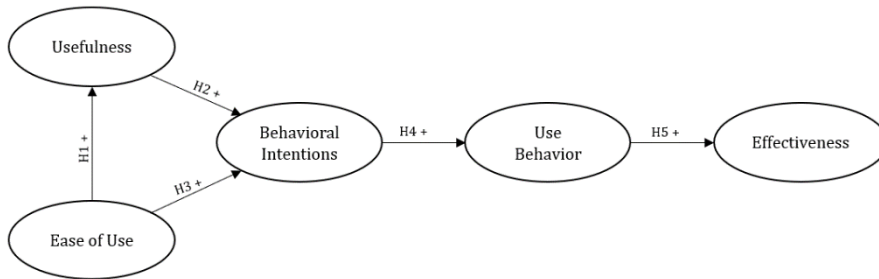 Usefulness
H2 +
H1 +
Behavioral
Intentions
H4 +
Use
Behavior
H5 +
Effectiveness
H3 +
Ease of Use